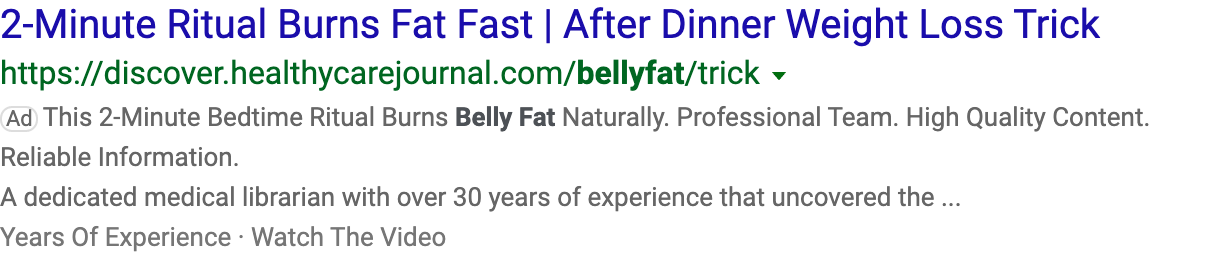 2-Minute Ritual Burns Fat Fast | After Dinner Weight Loss Trick
https://discover.healthycarejournal.com/bellyfat/trick
Ad This 2-Minute Bedtime Ritual Burns Belly Fat Naturally. Professional Team. High Quality Content.
Reliable Information.
A dedicated medical librarian with over 30 years of experience that uncovered the ...
Years Of Experience · Watch The Video